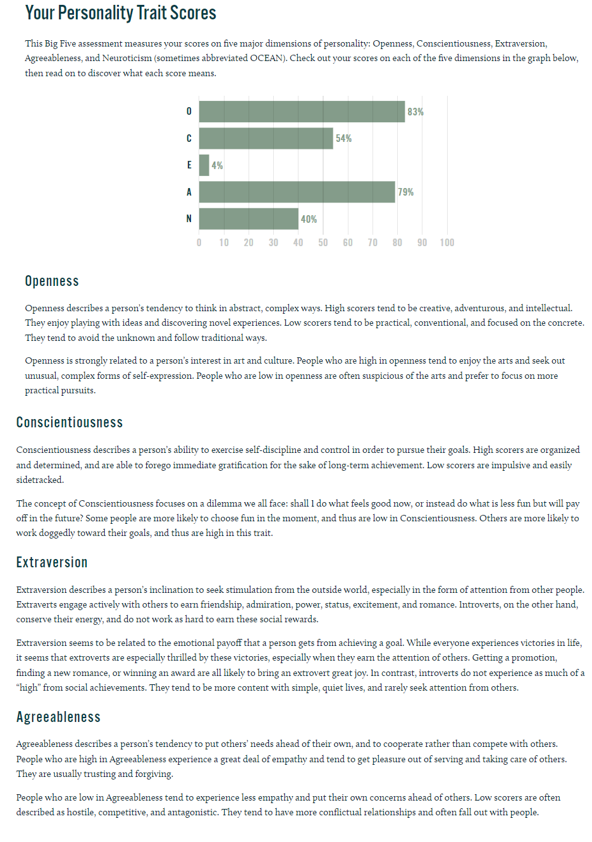 Your Personality Trait Scores
This Big Five assessment measures your scores on five major dimensions of personality: Openness, Conscientiousness, Extraversion,
Agreeableness, and Neuroticism (sometimes abbreviated OCEAN). Check out your scores on each of the five dimensions in the graph below,
then read on to discover what each score means.
O 83%
C 54%
E 4%
A 79%
N 40%
0 10 20 30 40 50 60 70 80 90 100
Openness
Openness describes a person's tendency to think in abstract, complex ways. High scorers tend to be creative, adventurous, and intellectual.
They enjoy playing with ideas and discovering novel experiences. Low scorers tend to be practical, conventional, and focused on the concrete.
They tend to avoid the unknown and follow traditional ways.
Openness is strongly related to a person's interest in art and culture. People who are high in openness tend to enjoy the arts and seek out
unusual, complex forms of self-expression. People who are low in openness are often suspicious of the arts and prefer to focus on more
practical pursuits.
Conscientiousness
Conscientiousness describes a person's ability to exercise self-discipline and control in order to pursue their goals. High scorers are organized
and determined, and are able to forego immediate gratification for the sake of long-term achievement. Low scorers are impulsive and easily
sidetracked.
The concept of Conscientiousness focuses on a dilemma we all face: shall I do what feels good now, or instead do what is less fun but will pay
off in the future? Some people are more likely to choose fun in the moment, and thus are low in Conscientiousness. Others are more likely to
work doggedly toward their goals, and thus are high in this trait.
Extraversion
Extraversion describes a person's inclination to seek stimulation from the outside world, especially in the form of attention from other people.
Extraverts engage actively with others to earn friendship, admiration, power, status, excitement, and romance. Introverts, on the other hand,
conserve their energy, and do not work as hard to earn these social rewards.
Extraversion seems to be related to the emotional payoff that a person gets from achieving a goal. While everyone experiences victories in life,
it seems that extroverts are especially thrilled by these victories, especially when they earn the attention of others. Getting a promotion,
finding a new romance, or winning an award are all likely to bring an extrovert great joy. In contrast, introverts do not experience as much of a
“high” from social achievements. They tend to be more content with simple, quiet lives, and rarely seek attention from others.
Agreeableness
Agreeableness describes a person's tendency to put others' needs ahead of their own, and to cooperate rather than compete with others.
People who are high in Agreeableness experience a great deal of empathy and tend to get pleasure out of serving and taking care of others.
They are usually trusting and forgiving.
People who are low in Agreeableness tend to experience less empathy and put their own concerns ahead of others. Low scorers are often
described as hostile, competitive, and antagonistic. They tend to have more conflictual relationships and often fall out with people.